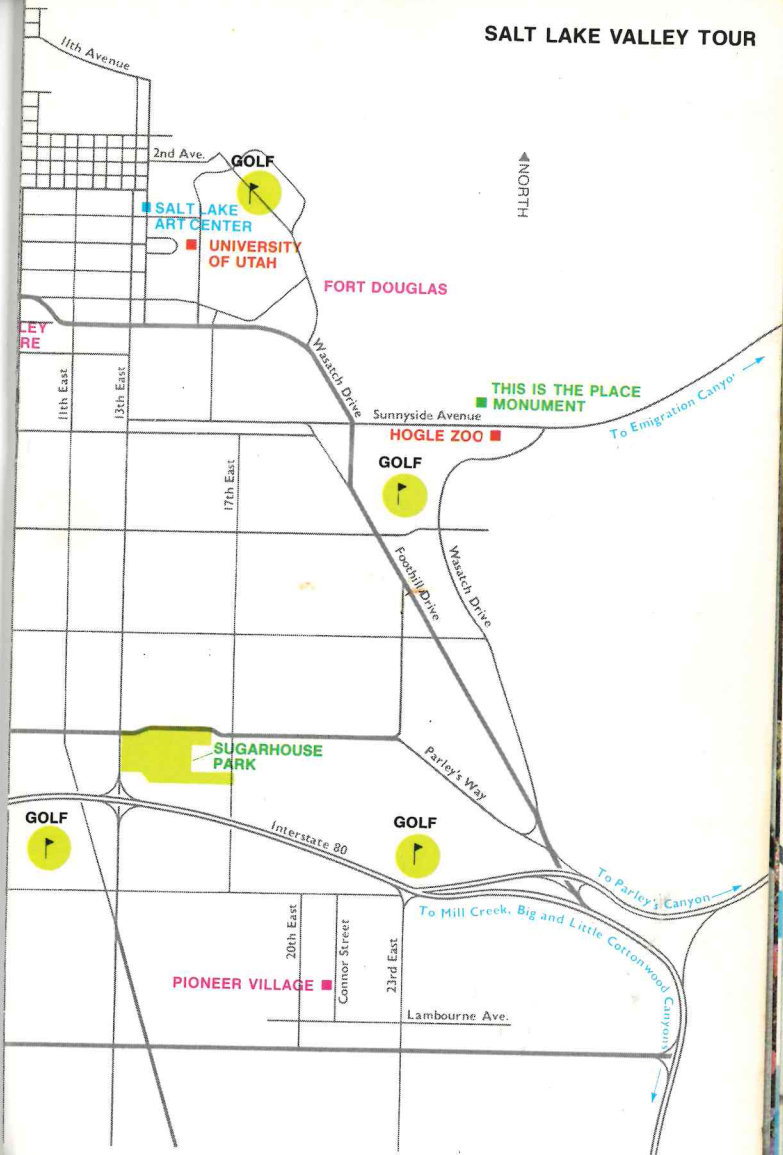 SALT LAKE VALLEY TOUR
11th Avenue
2nd Ave.
GOLF
NORTH
SALT LAKE
ART CENTER
UNIVERSITY
OF UTAH
FORT DOUGLAS
LEY
RE
Wasatch Drive
11th East
13th East
THIS IS THE PLACE
MONUMENT
To Emigration Canyo
Sunnyside Avenue
HOGLE ZOO
GOLF
17th East
Foothill Drive
Wasatch Drive
SUGARHOUSE
PARK
Parley's Way
GOLF
Interstate 80
GOLF
To Parley's Canyon
To Mill Creek, Big and Little Cottonwood Canyons
20th East
Connor Street
23rd East
PIONEER VILLAGE
Lambourne Ave.